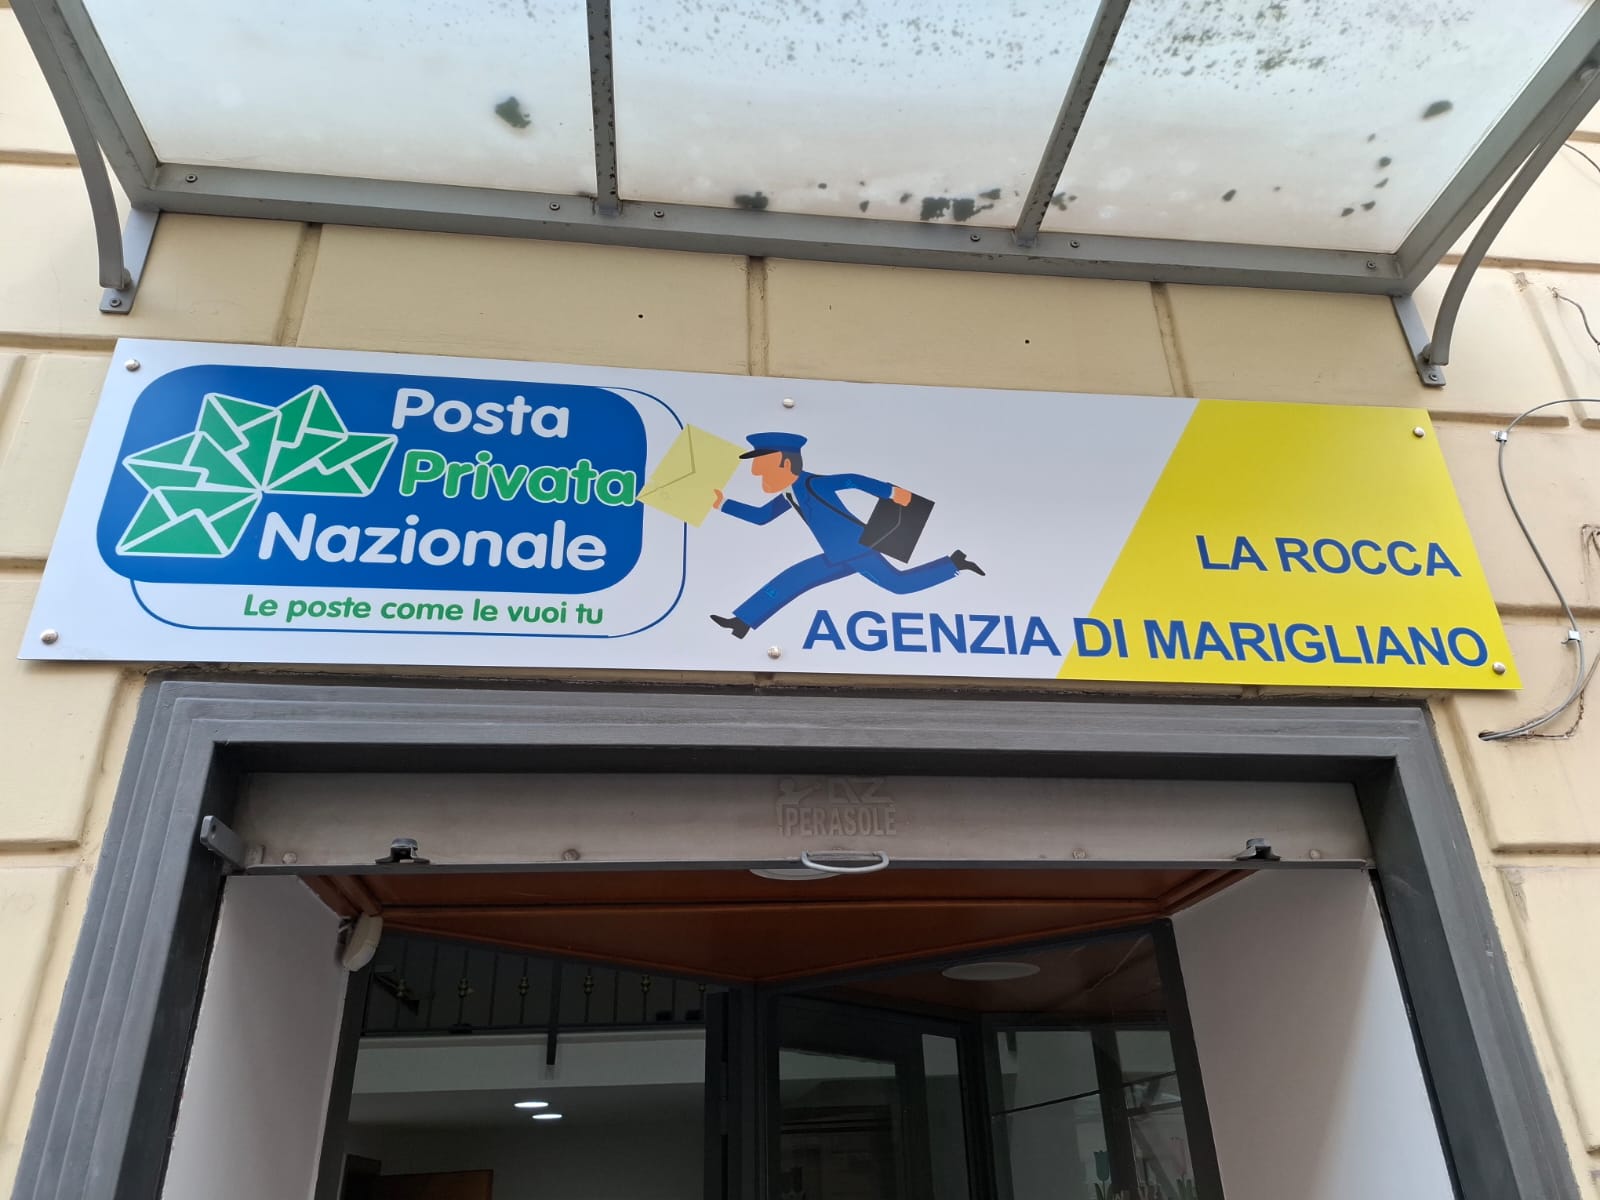 Posta
Privata
Nazionale
Le poste come le vuoi tu
LA ROCCA
AGENZIA DI MARIGLIANO
PERASOLE